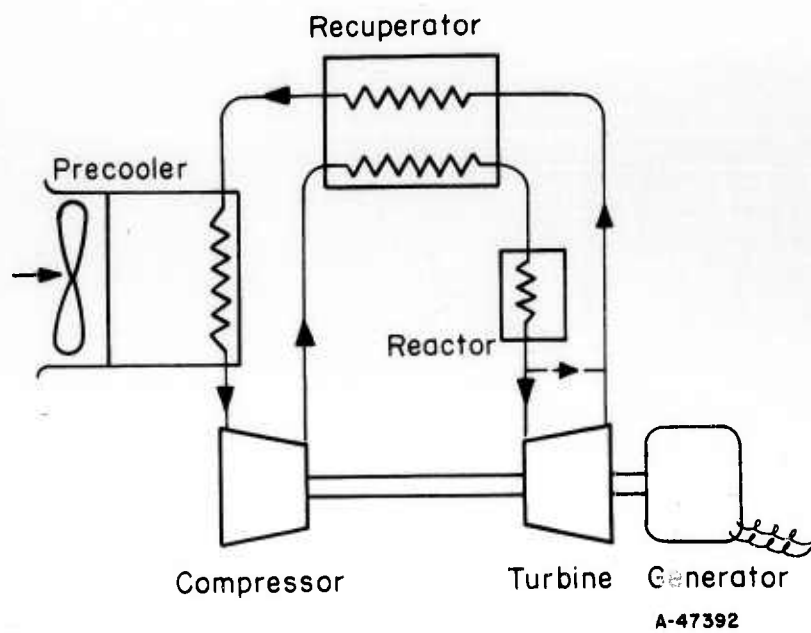 Recuperator
Precooler
Reactor
Compressor
Turbine
Generator
A-47392